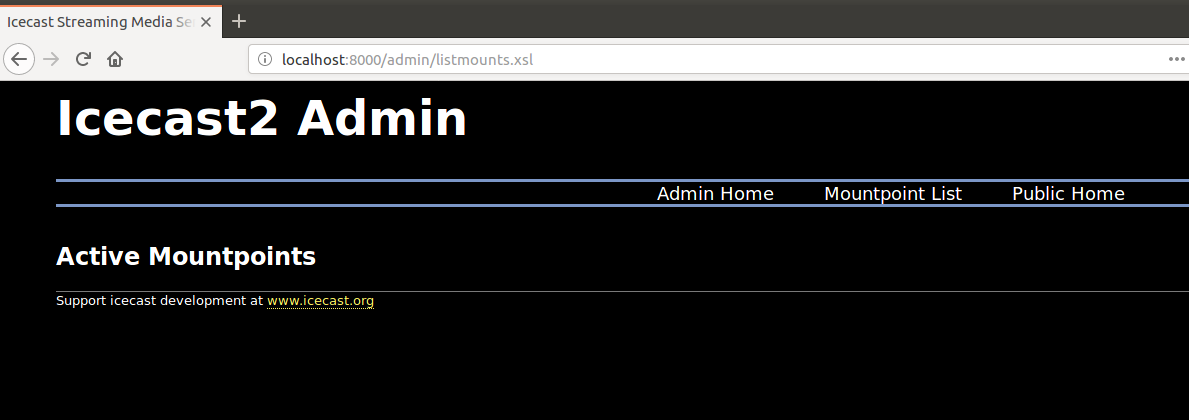 Icecast Streaming Media Se
localhost:8000/admin/listmounts.xsl
Icecast2 Admin
Admin Home Mountpoint List Public Home
Active Mountpoints
Support icecast development at www.icecast.org